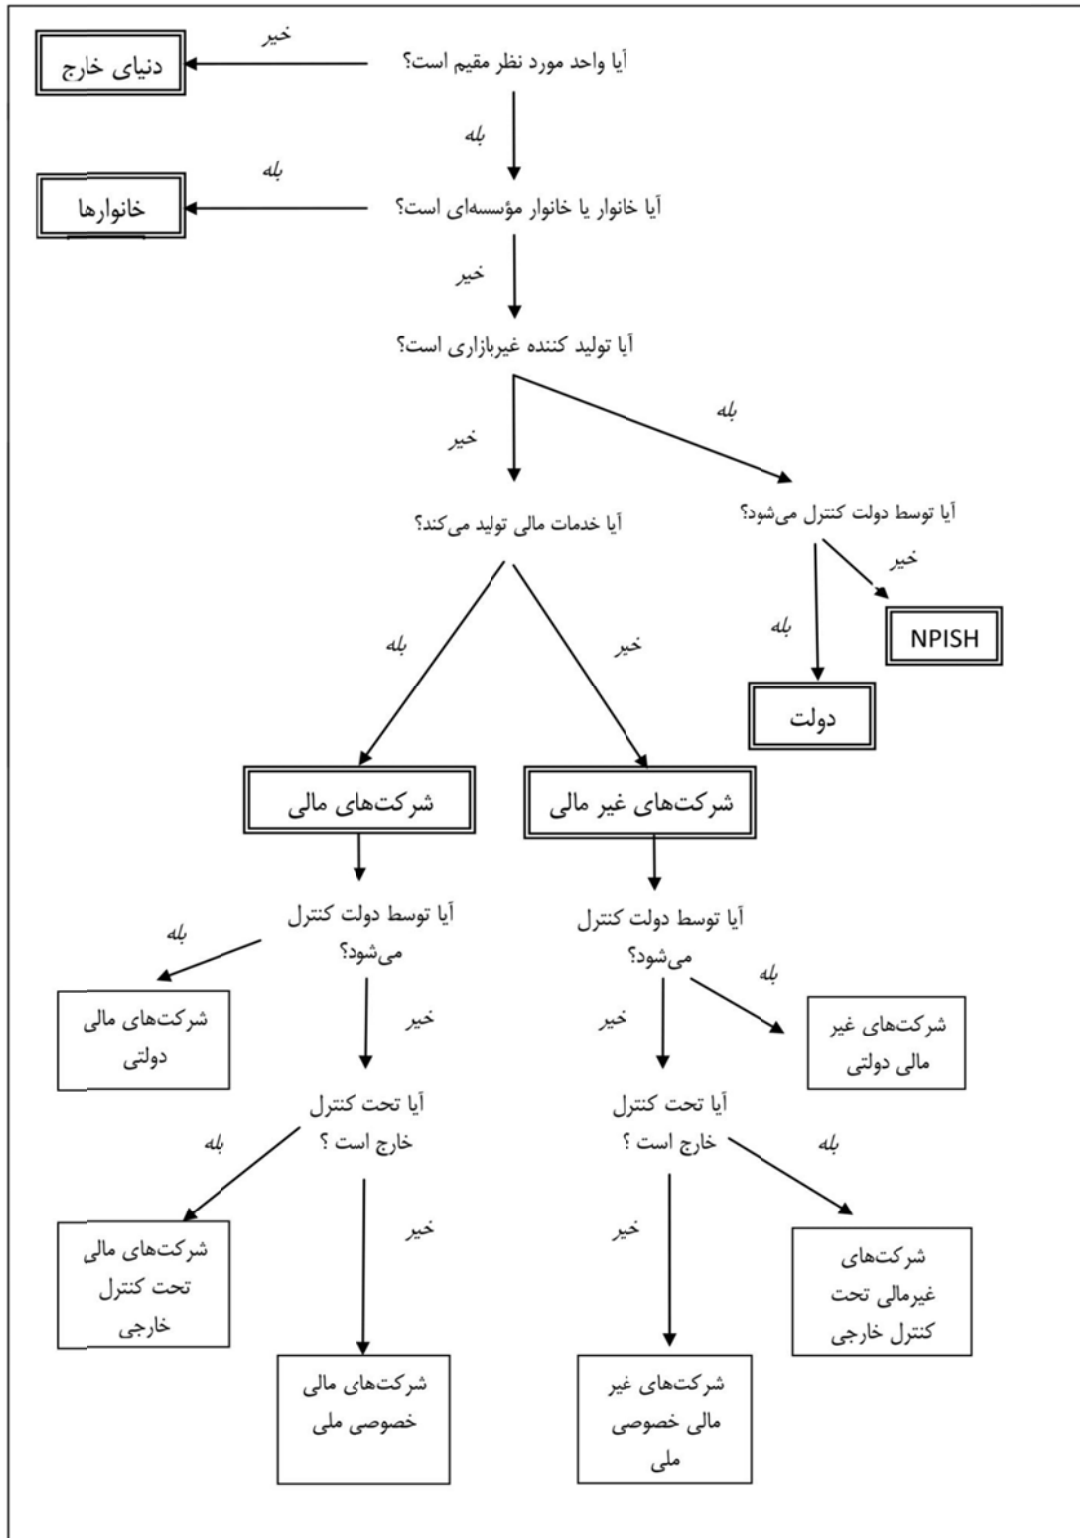 آیا واحد مورد نظر مقیم است؟
خیر
دنیای خارج
بله
آیا خانوار یا خانوار مؤسسه‌ای است؟
بله
خانوارها
خیر
آیا تولید کننده غیربازاری است؟
بله
خیر
آیا توسط دولت کنترل می‌شود؟
آیا خدمات مالی تولید می‌کند؟
خیر
بله
NPISH
دولت
خیر
بله
شرکت‌های غیر مالی
شرکت‌های مالی
آیا توسط دولت کنترل
می‌شود؟
آیا توسط دولت کنترل
می‌شود؟
بله
خیر
شرکت‌های غیر
مالی دولتی
خیر
بله
شرکت‌های مالی
دولتی
آیا تحت کنترل
خارج است ؟
آیا تحت کنترل
خارج است ؟
بله
خیر
شرکت‌های
غیرمالی تحت
کنترل خارجی
خیر
بله
شرکت‌های مالی
تحت کنترل
خارجی
شرکت‌های غیر
مالی خصوصی
ملی
شرکت‌های مالی
خصوصی ملی